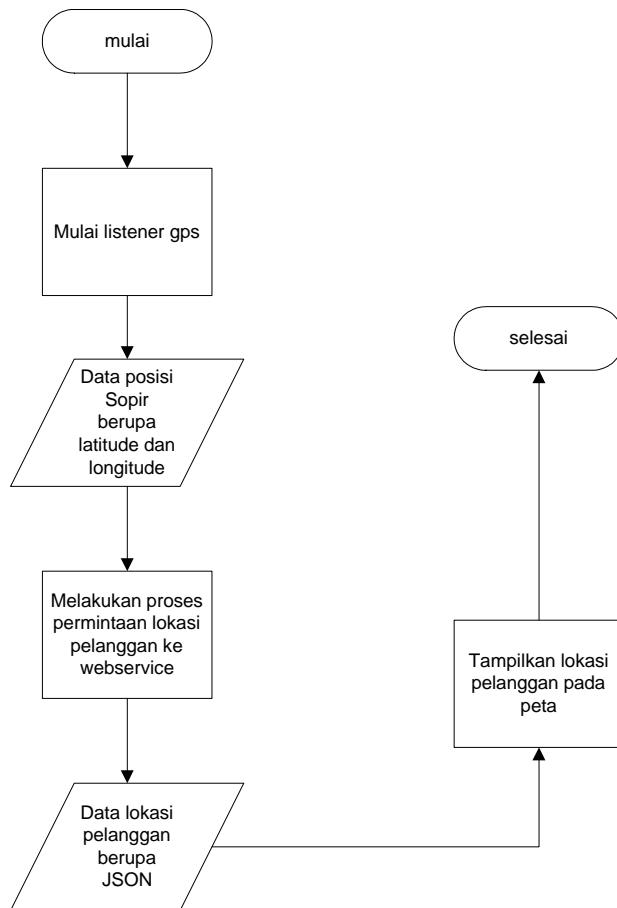 mulai
Mulai listener gps
Data posisi
Sopir
berupa
latitude dan
longitude
Melakukan proses
permintaan lokasi
pelanggan ke
webservice
Data lokasi
pelanggan
berupa
JSON
Tampilkan lokasi
pelanggan pada
peta
selesai